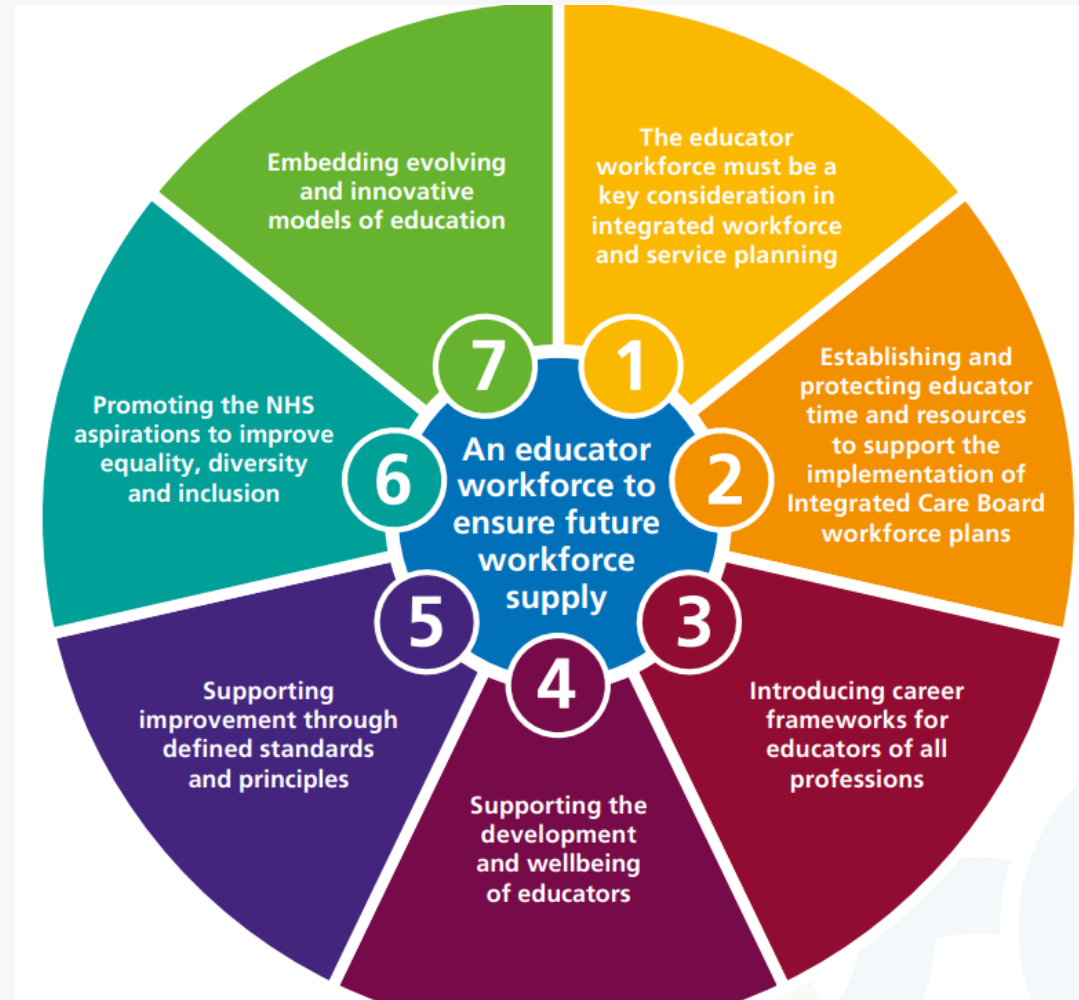 The educator
workforce must be a
key consideration in
integrated workforce
and service planning
1
Establishing and
protecting educator
time and resources
to support the
implementation of
Integrated Care Board
workforce plans
2
Introducing career
frameworks for
educators of all
professions
3
Supporting the
development
and wellbeing
of educators
4
Supporting
improvement through
defined standards
and principles
5
Promoting the NHS
aspirations to improve
equality, diversity
and inclusion
6
Embedding evolving
and innovative
models of education
7
An educator
workforce to
ensure future
workforce
supply